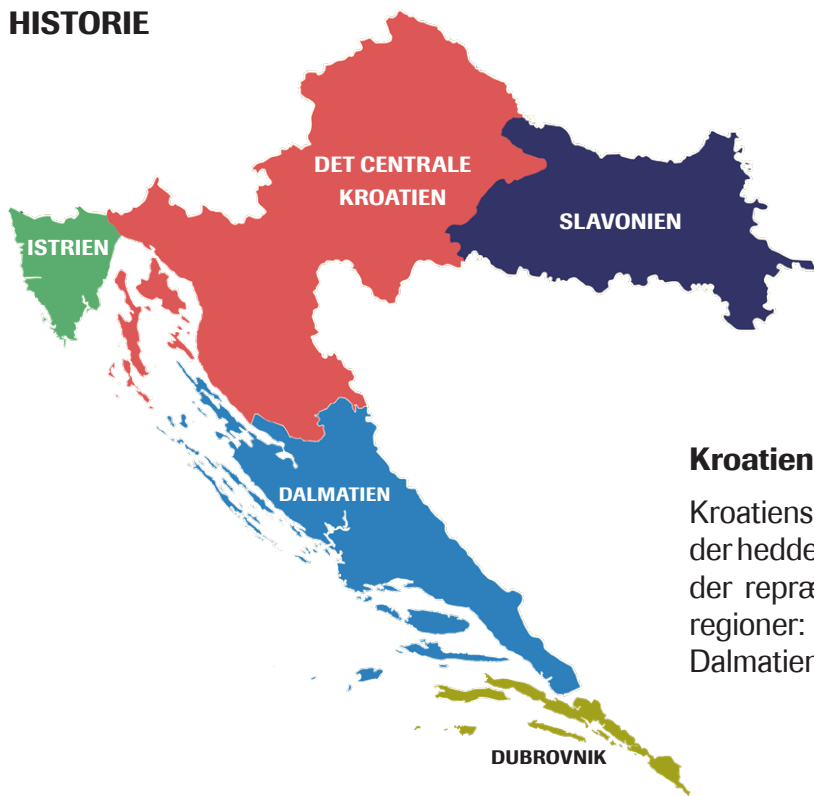 HISTORIE
DET CENTRALE
KROATIEN
ISTRIEN
SLAVONIEN
DALMATIEN
DUBROVNIK
Kroatien
Kroatiens
der hedde
der repræ
regioner:
Dalmatien